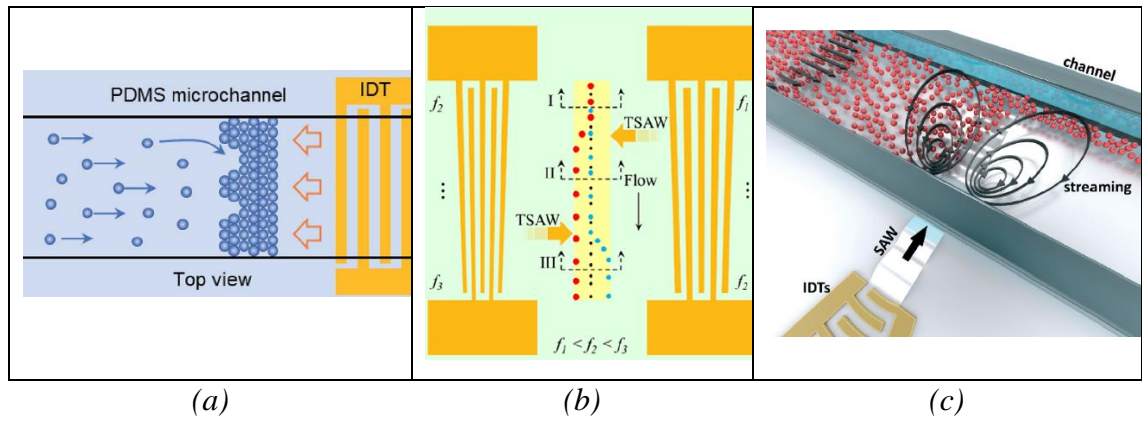 PDMS microchannel
IDT
Top view
(a)
f2
f1
I
TSAW
II
Flow
TSAW
III
f3
f2
f1 < f2 < f3
(b)
channel
streaming
SAW
IDTs
(c)